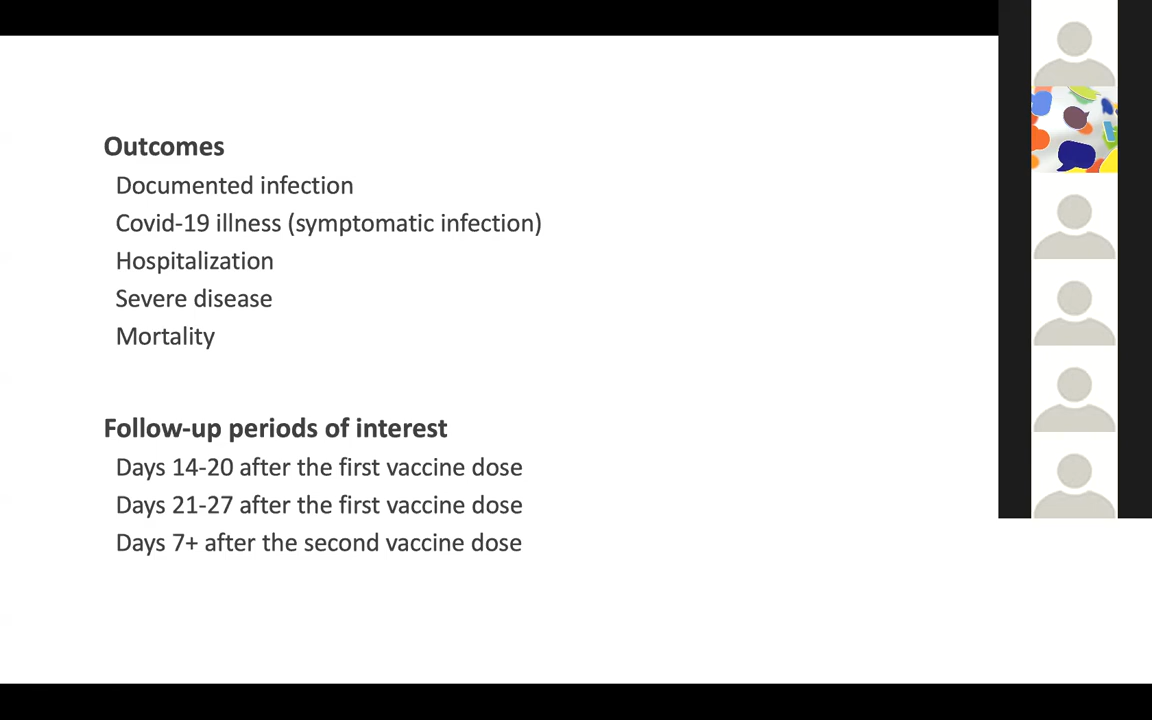 Outcomes
Documented infection
Covid-19 illness (symptomatic infection)
Hospitalization
Severe disease
Mortality
Follow-up periods of interest
Days 14-20 after the first vaccine dose
Days 21-27 after the first vaccine dose
Days 7+ after the second vaccine dose